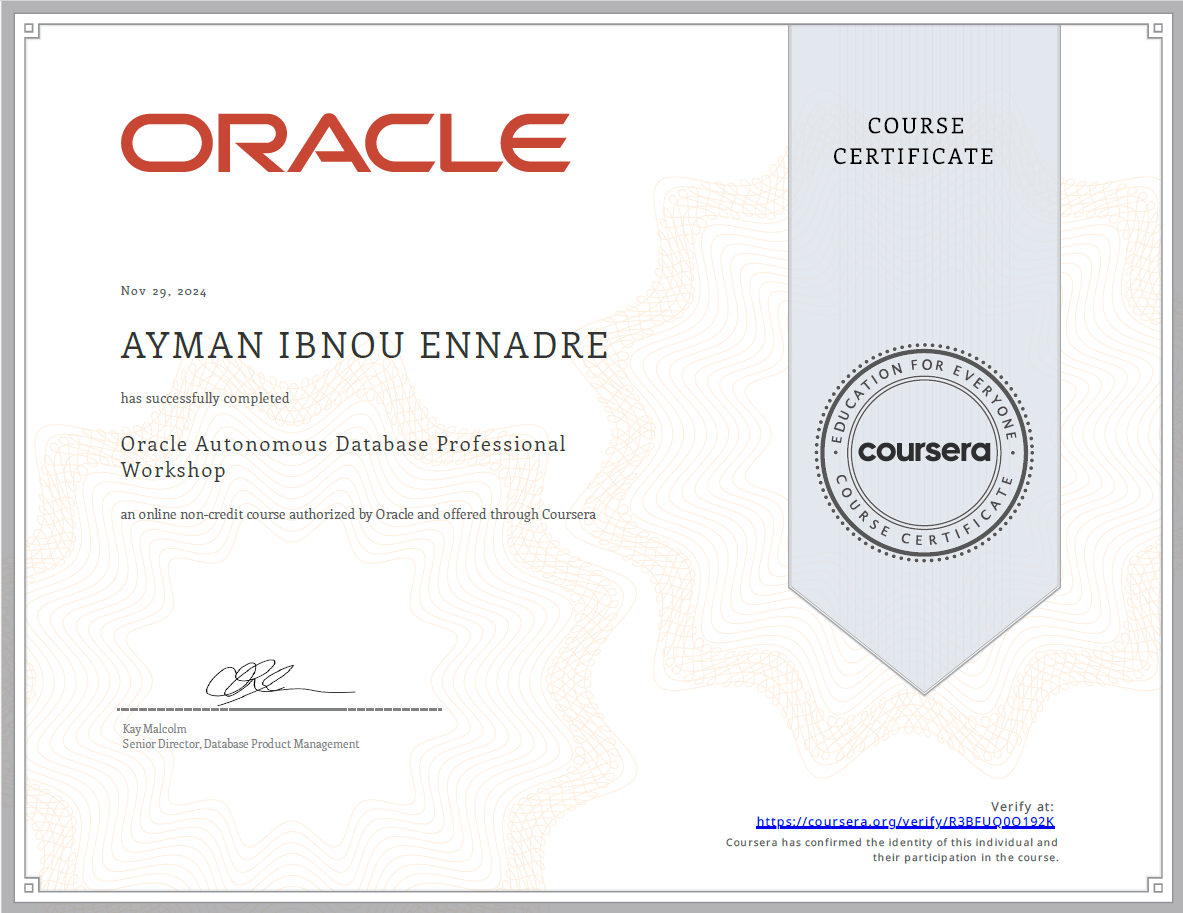 ORACLE
COURSE
CERTIFICATE
Nov 29, 2024
AYMAN IBNOU ENNADRE
has successfully completed
Oracle Autonomous Database Professional
Workshop
an online non-credit course authorized by Oracle and offered through Coursera
EDUCATION FOR EVERYONE
coursera
COURSE CERTIFICATE
Kay Malcolm
Senior Director, Database Product Management
Verify at:
https://coursera.org/verify/R3BFUQ0O192K
Coursera has confirmed the identity of this individual and
their participation in the course.